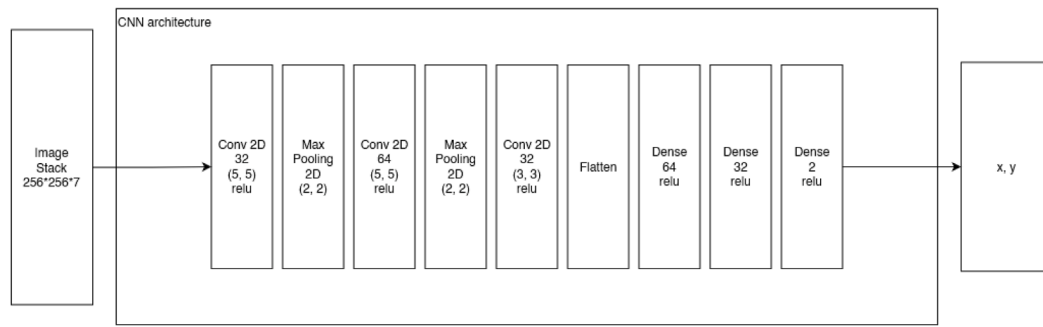 CNN architecture
Image
Stack
256*256*7
Conv 2D
32
(5, 5)
relu
Max
Pooling
2D
(2, 2)
Conv 2D
64
(5, 5)
relu
Max
Pooling
2D
(2, 2)
Conv 2D
32
(3, 3)
relu
Flatten
Dense
64
relu
Dense
32
relu
Dense
2
relu
x, y